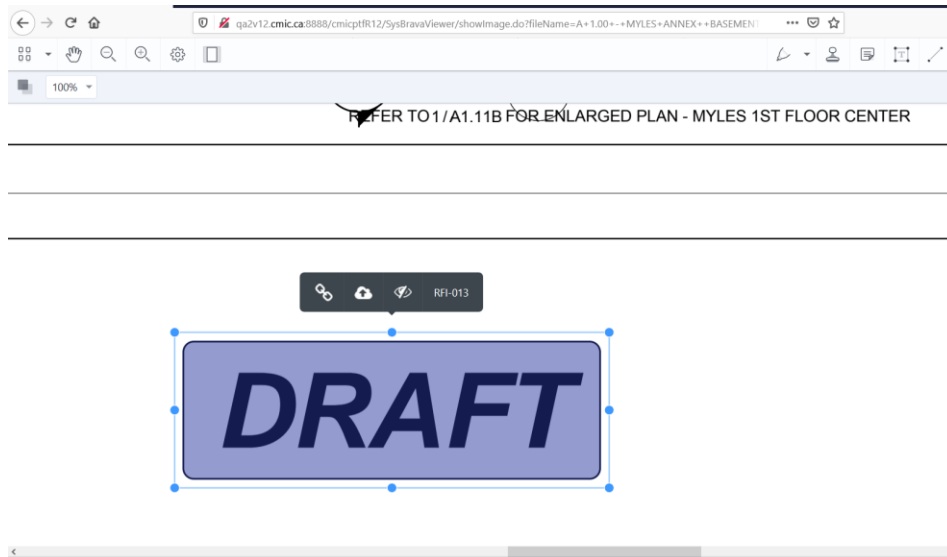 qa2v12.cmic.ca:8888/cmicptfR12/SysBravaViewer/showImage.do?fileName=A+1.00+-+MYLES+ANNEX++BASEMENT
100%
REFER TO 1/A1.11B FOR ENLARGED PLAN - MYLES 1ST FLOOR CENTER
RFI-013
DRAFT